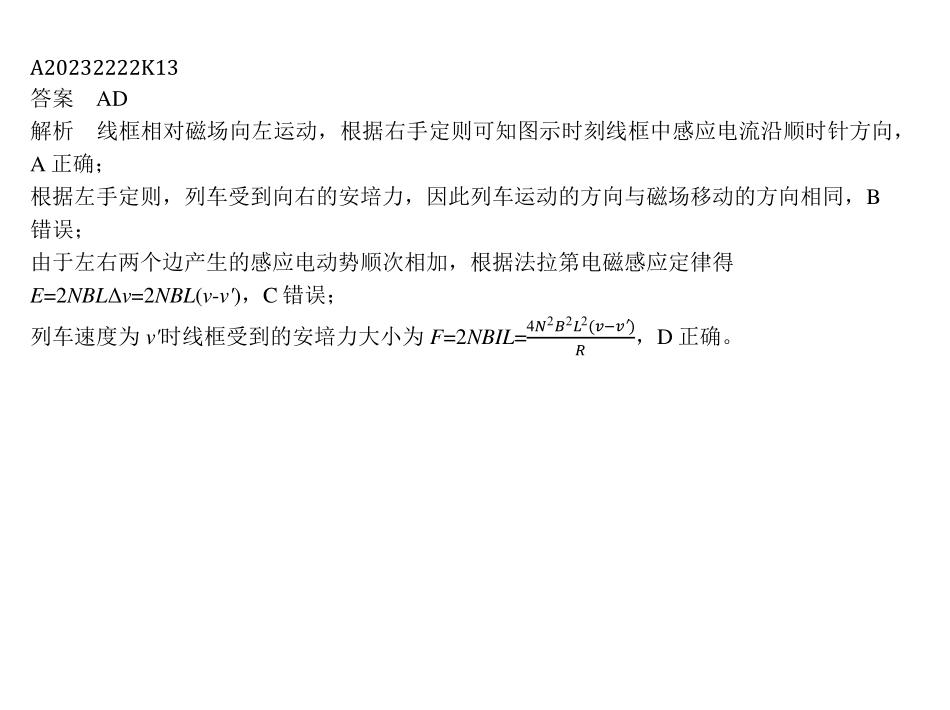 A20232222K13
答案 AD
解析 线框相对磁场向左运动，根据右手定则可知图示时刻线框中感应电流沿顺时针方向，
A 正确；
根据左手定则，列车受到向右的安培力，因此列车运动的方向与磁场移动的方向相同，B
错误；
由于左右两个边产生的感应电动势顺次相加，根据法拉第电磁感应定律得
E=2NBLΔv=2NBL(v-v')，C 错误；
列车速度为 v'时线框受到的安培力大小为 F=2NBIL=\frac{4N^2B^2L^2(v-v')}{R}，D 正确。